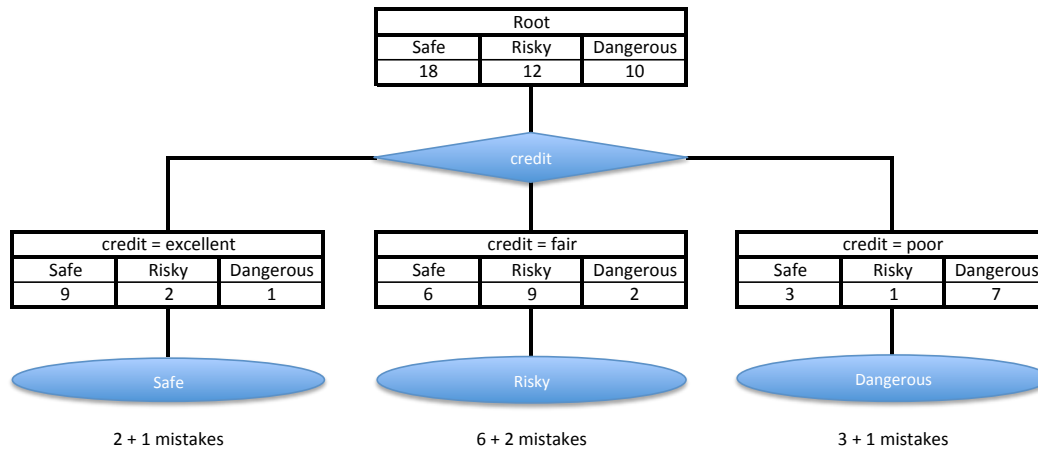 Root
Safe Risky Dangerous
18 12 10
credit
credit = excellent
Safe Risky Dangerous
9 2 1
credit = fair
Safe Risky Dangerous
6 9 2
credit = poor
Safe Risky Dangerous
3 1 7
Safe
Risky
Dangerous
2 + 1 mistakes
6 + 2 mistakes
3 + 1 mistakes